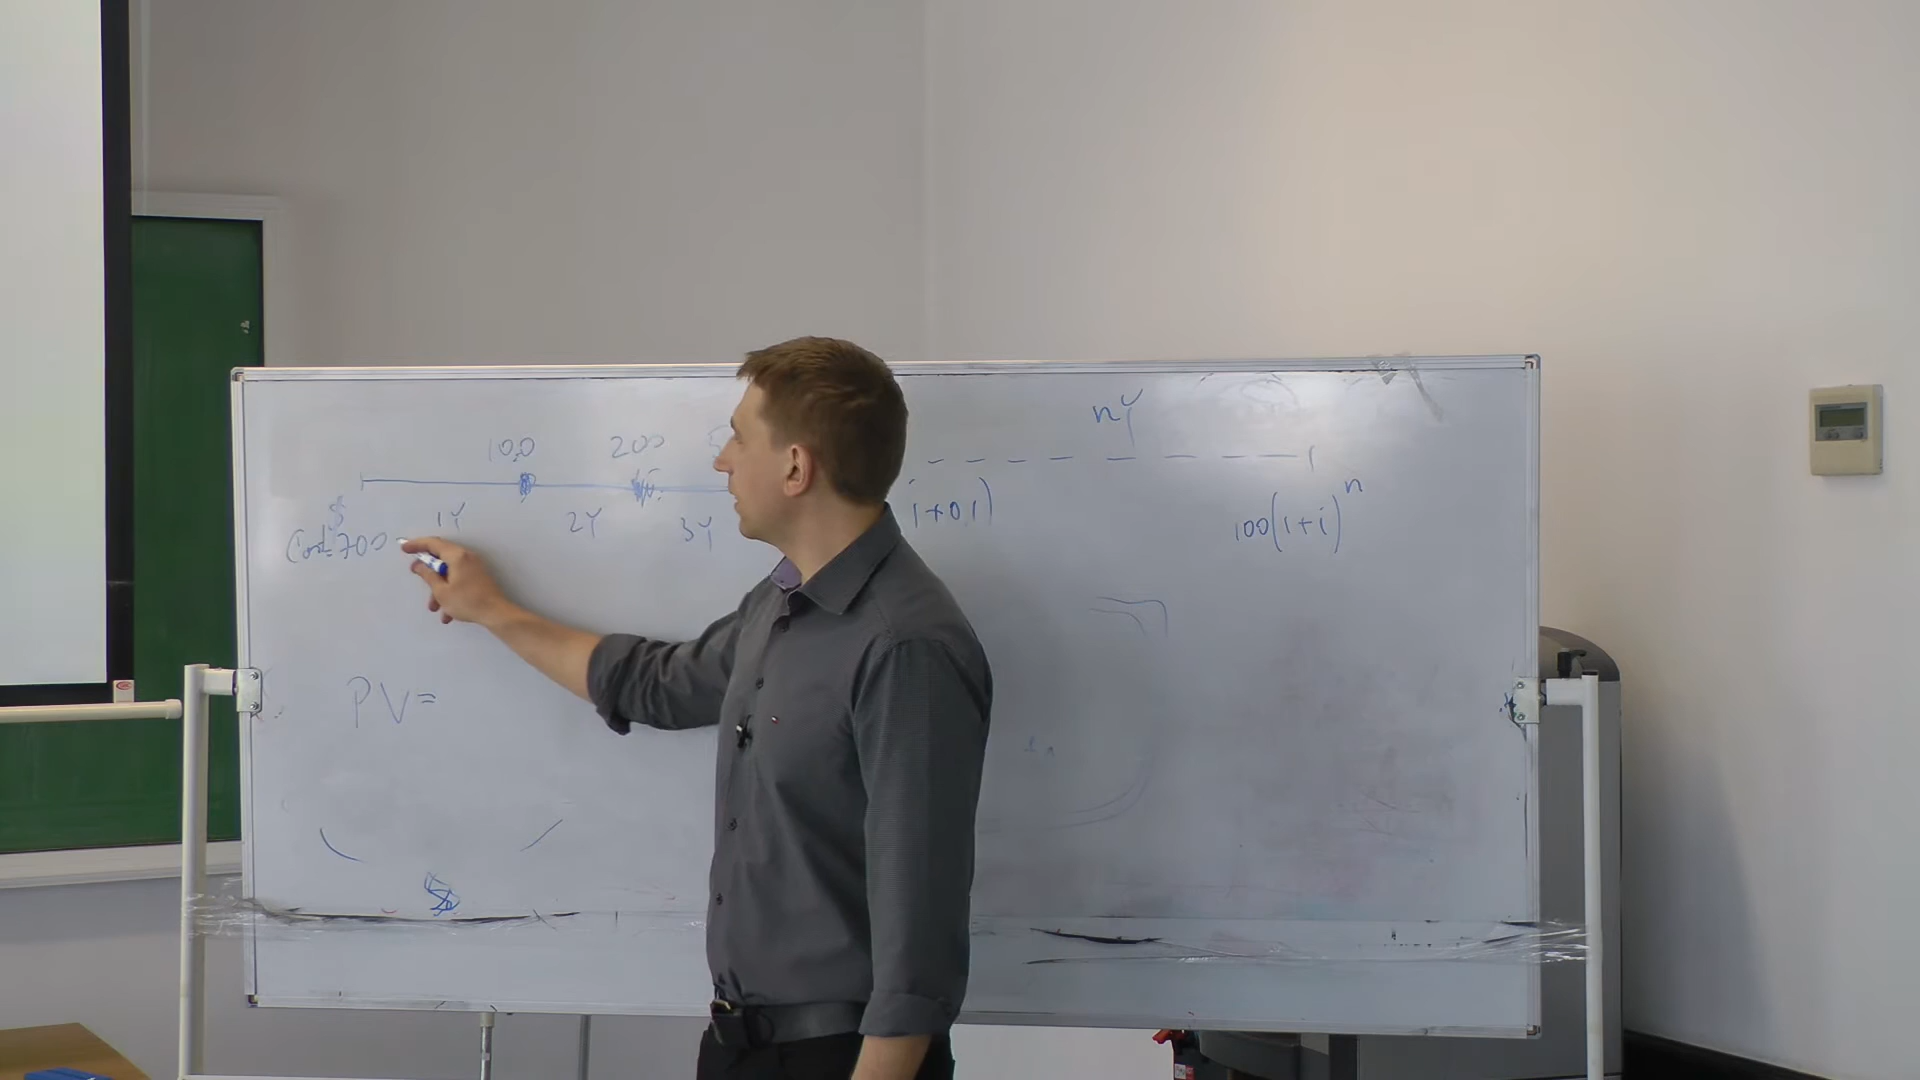 nY
100 200
1Y 2Y 3Y
$
Cost=700
1+0,1)
100(1+i)^n
PV=